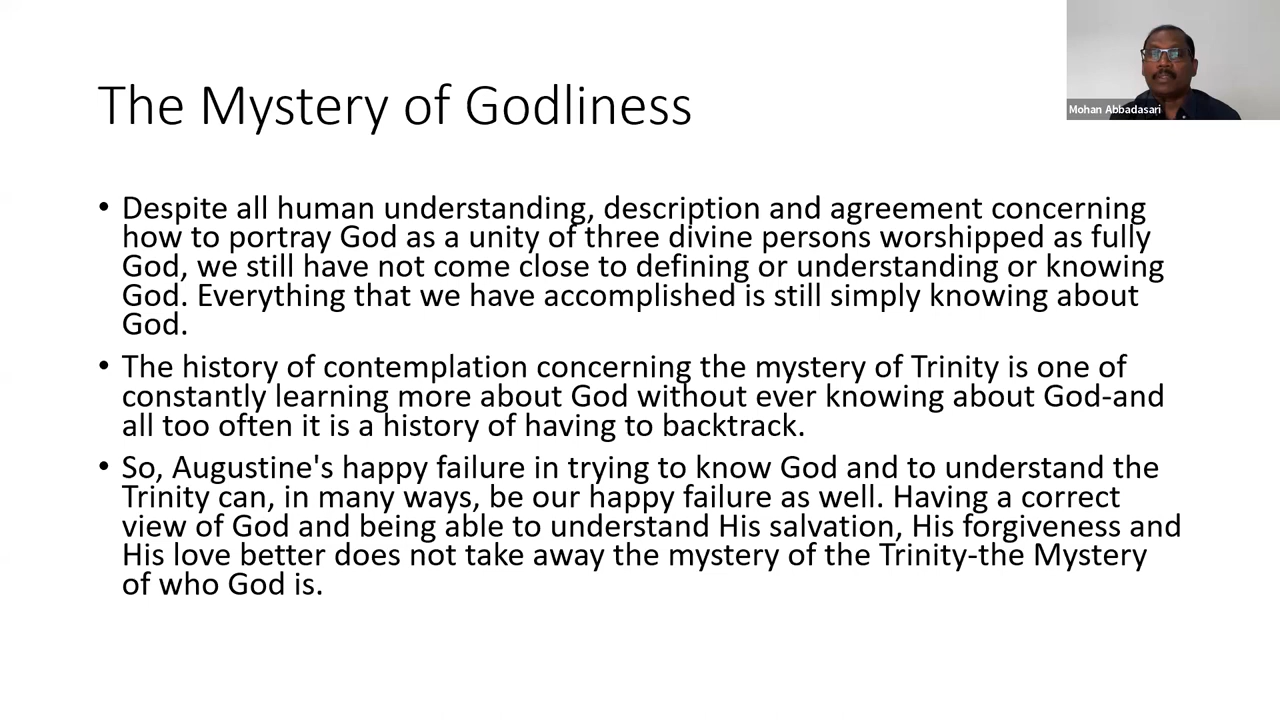 The Mystery of Godliness
Mohan Abbadasari
• Despite all human understanding, description and agreement concerning
how to portray God as a unity of three divine persons worshipped as fully
God, we still have not come close to defining or understanding or knowing
God. Everything that we have accomplished is still simply knowing about
God.
• The history of contemplation concerning the mystery of Trinity is one of
constantly learning more about God without ever knowing about God-and
all too often it is a history of having to backtrack.
• So, Augustine's happy failure in trying to know God and to understand the
Trinity can, in many ways, be our happy failure as well. Having a correct
view of God and being able to understand His salvation, His forgiveness and
His love better does not take away the mystery of the Trinity-the Mystery
of who God is.